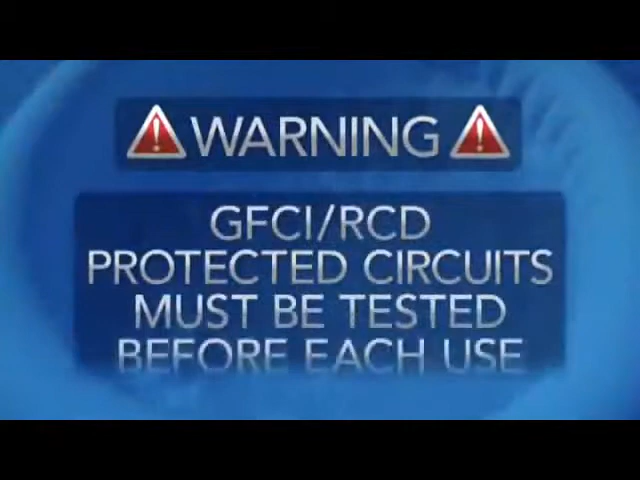 WARNING
GFCI/RCD
PROTECTED CIRCUITS
MUST BE TESTED
BEFORE EACH USE